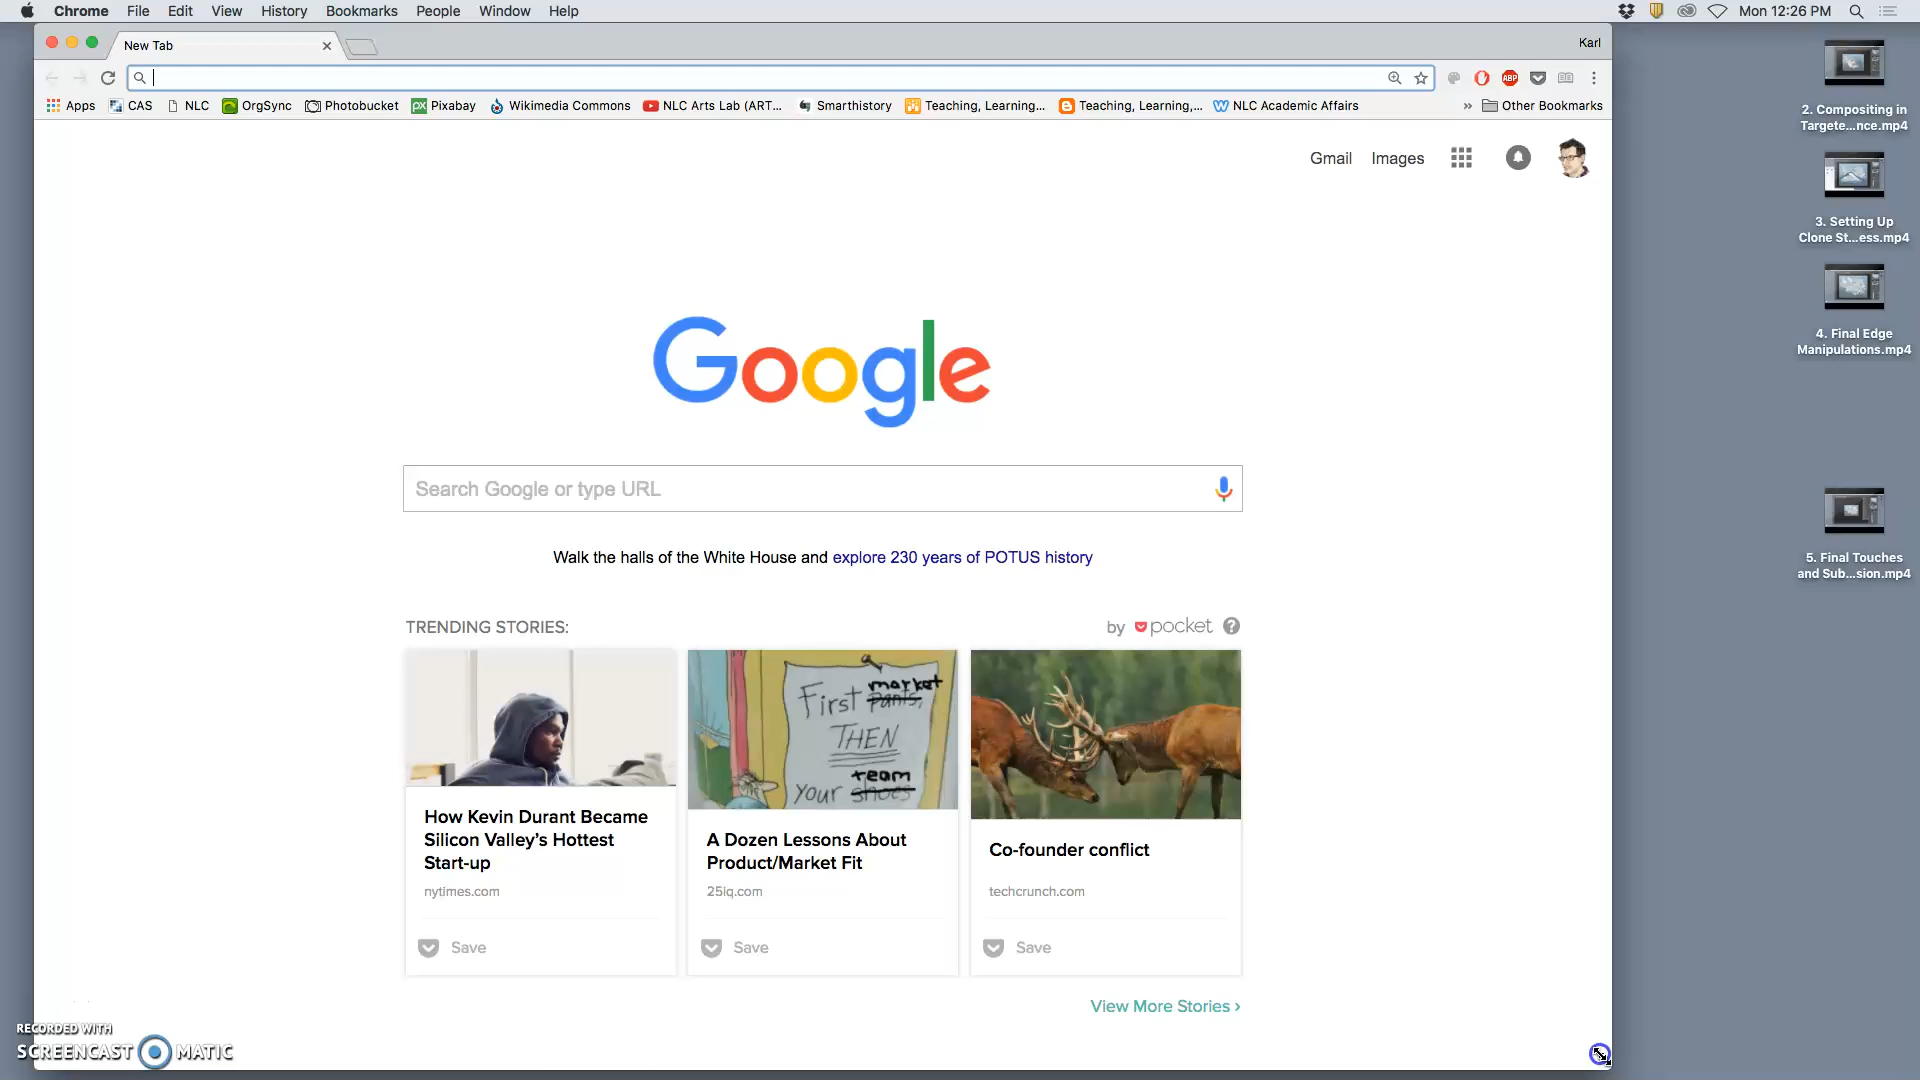 Chrome File Edit View History Bookmarks People Window Help
Mon 12:26 PM
New Tab
Karl
Apps CAS NLC OrgSync Photobucket Pixabay Wikimedia Commons NLC Arts Lab (ART... Smarthistory Teaching, Learning... Teaching, Learning,... NLC Academic Affairs » Other Bookmarks
ABP
Gmail Images
Google
Search Google or type URL
Walk the halls of the White House and explore 230 years of POTUS history
TRENDING STORIES:
by pocket ?
First pants, market
THEN
your shoes team
How Kevin Durant Became
Silicon Valley's Hottest
Start-up
nytimes.com
Save
A Dozen Lessons About
Product/Market Fit
25iq.com
Save
Co-founder conflict
techcrunch.com
Save
View More Stories ›
2. Compositing in
Targete...nce.mp4
3. Setting Up
Clone St...ess.mp4
4. Final Edge
Manipulations.mp4
5. Final Touches
and Sub...sion.mp4
RECORDED WITH
SCREENCAST MATIC